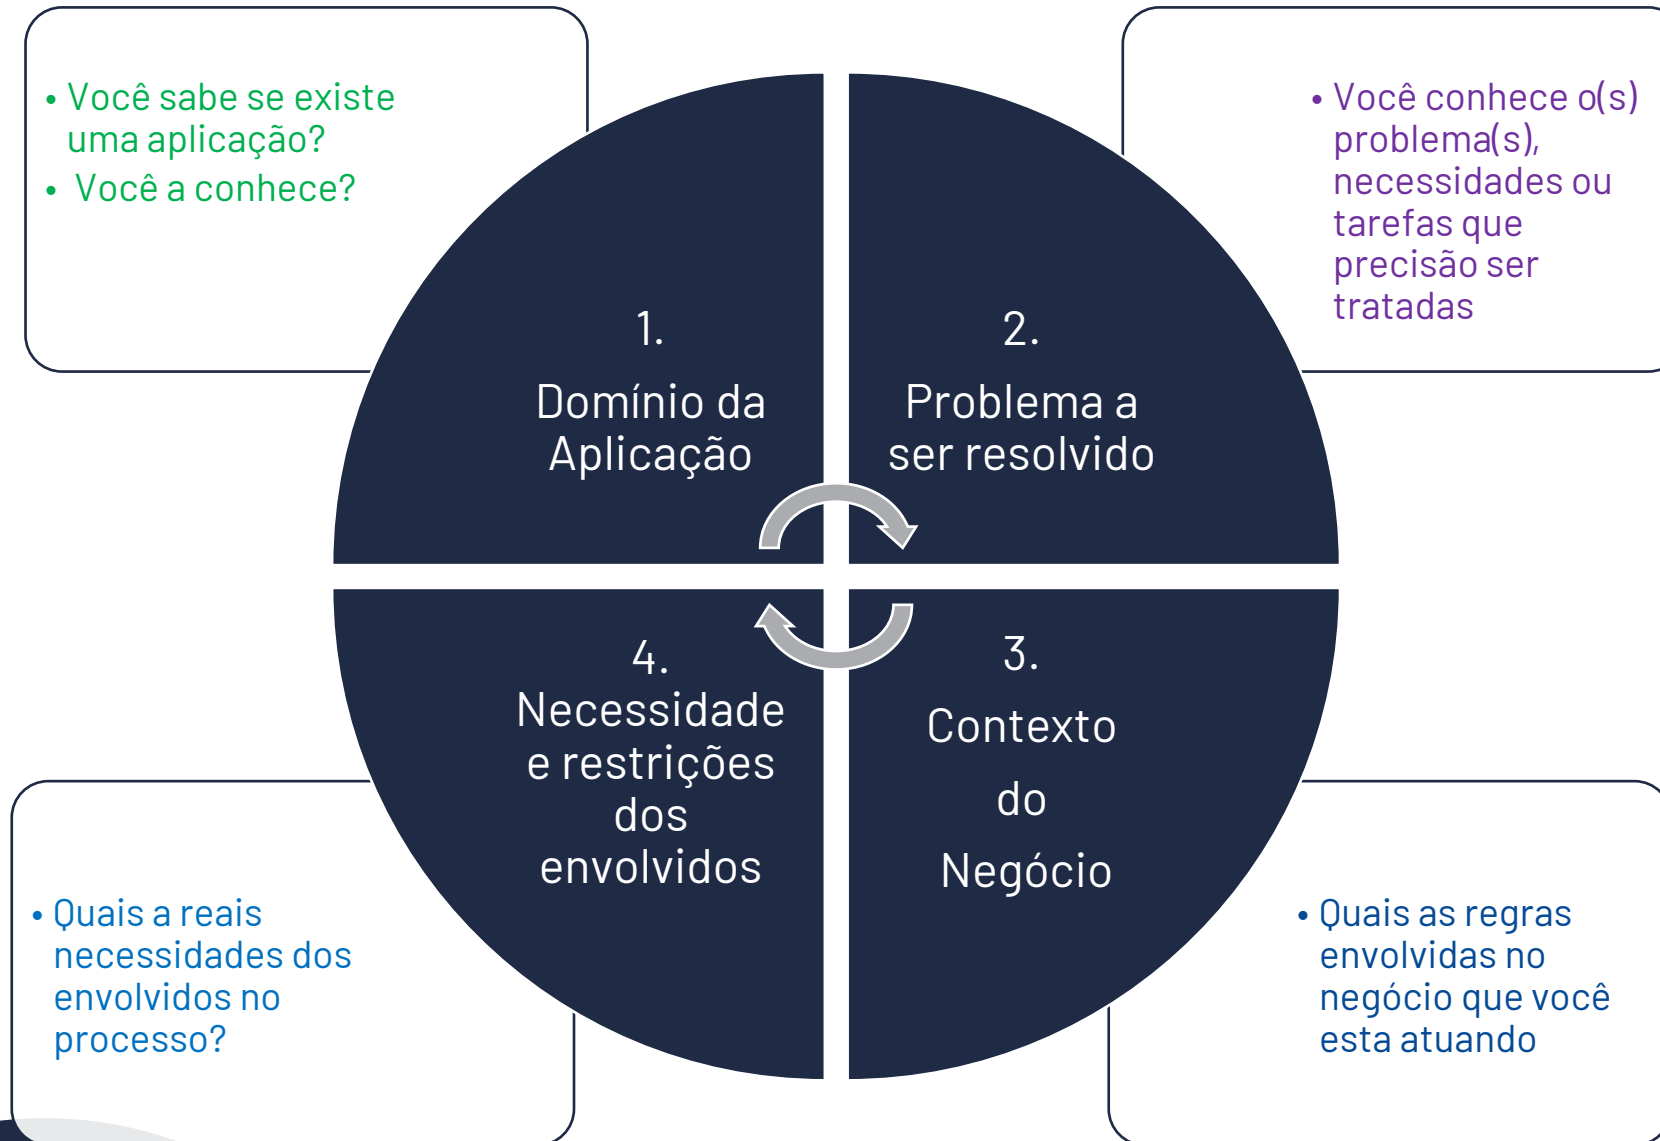 • Você sabe se existe
uma aplicação?
• Você a conhece?
• Você conhece o(s)
problema(s),
necessidades ou
tarefas que
precisão ser
tratadas
1.
Domínio da
Aplicação
2.
Problema a
ser resolvido
4.
Necessidade
e restrições
dos
envolvidos
3.
Contexto
do
Negócio
• Quais a reais
necessidades dos
envolvidos no
processo?
• Quais as regras
envolvidas no
negócio que você
esta atuando